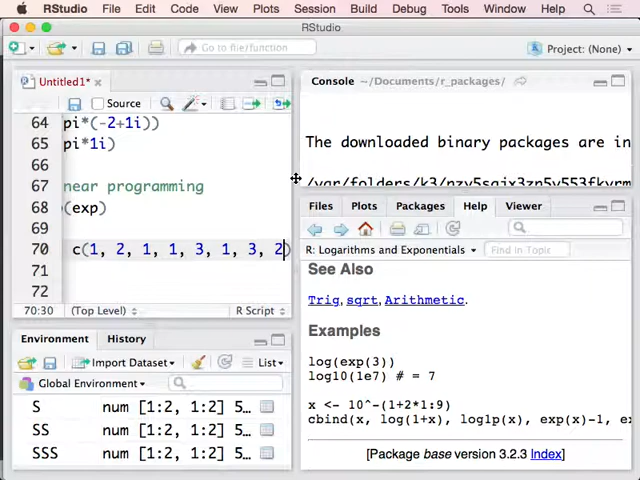 RStudio File Edit Code View Plots Session Build Debug Tools Window Help
RStudio
Go to file/function Project: (None)
Untitled1*
Source
64 pi*(-2+1i))
65 pi*1i)
66
67 near programming
68 (exp)
69
70 c(1, 2, 1, 1, 3, 1, 3, 2)
71
72
70:30 (Top Level) R Script
Environment History
Import Dataset List
Global Environment
S num [1:2, 1:2] 5...
SS num [1:2, 1:2] 5...
SSS num [1:2, 1:2] 5...
Console ~/Documents/r_packages/
The downloaded binary packages are in
/var/folders/k3/nzv5sqjx3zn5v553fkvrm
Files Plots Packages Help Viewer
R: Logarithms and Exponentials Find in Topic
See Also
Trig, sqrt, Arithmetic.
Examples
log(exp(3))
log10(1e7) # = 7
x <- 10^-(1+2*1:9)
cbind(x, log(1+x), log1p(x), exp(x)-1, ex
[Package base version 3.2.3 Index]